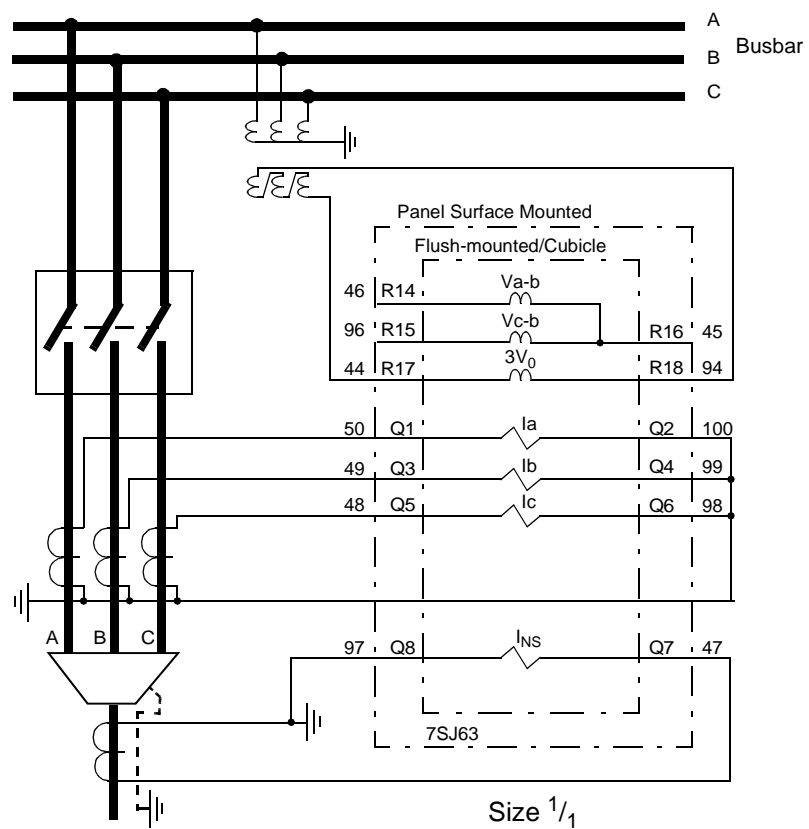 A
B Busbar
C
Panel Surface Mounted
Flush-mounted/Cubicle
46 R14 Va-b
96 R15 Vc-b R16 45
44 R17 3V₀ R18 94
50 Q1 Ia Q2 100
49 Q3 Ib Q4 99
48 Q5 Ic Q6 98
A B C
97 Q8 I_NS Q7 47
7SJ63
Size 1/1